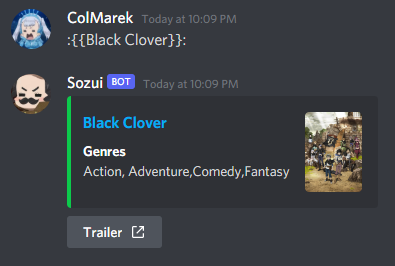 ColMarek Today at 10:09 PM
:{{Black Clover}}:
Sozui BOT Today at 10:09 PM
Black Clover
Genres
Action, Adventure,Comedy,Fantasy
Trailer